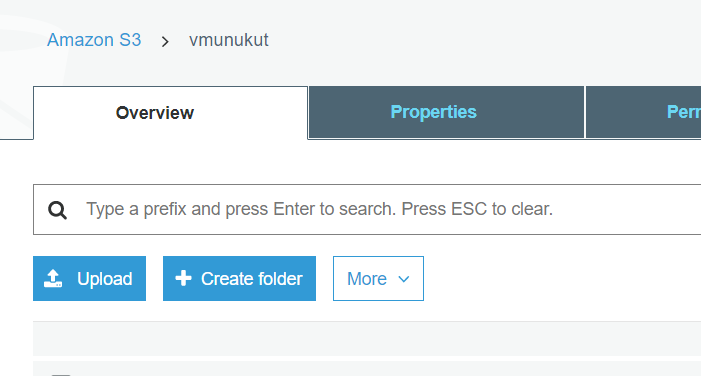 Amazon S3 > vmunukut
Overview Properties
Type a prefix and press Enter to search. Press ESC to clear.
Upload Create folder More